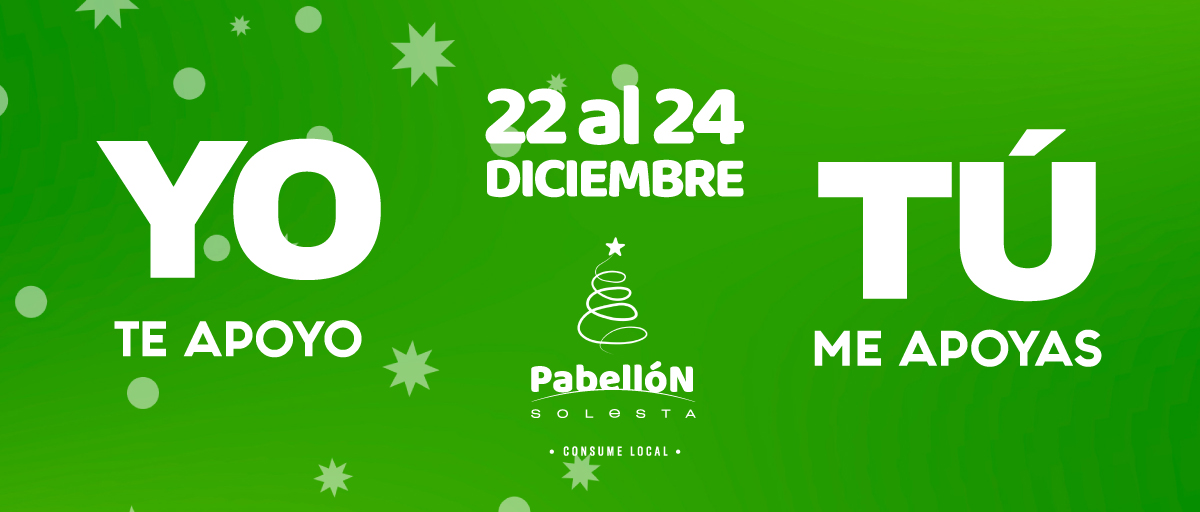 YO
TE APOYO
22 al 24
DICIEMBRE
PabellóN
SOLeSTA
• CONSUME LOCAL •
TÚ
ME APOYAS